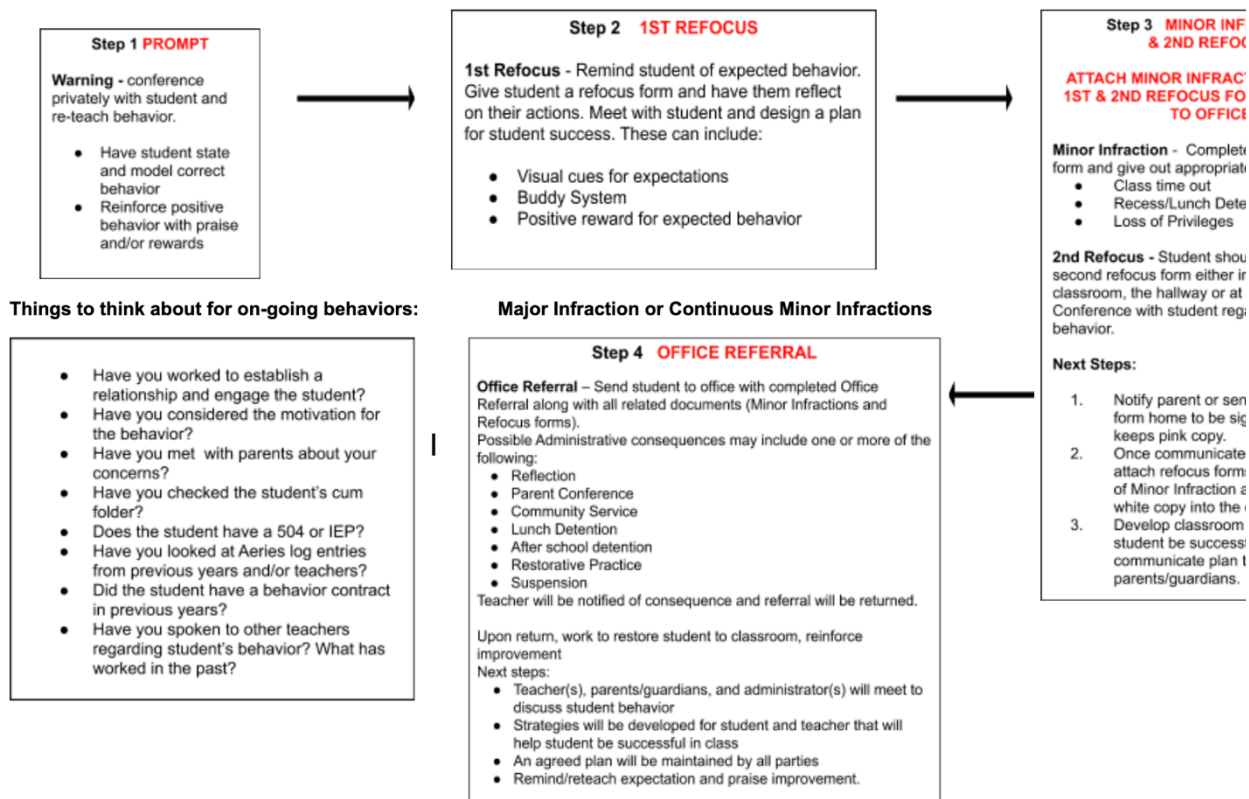 Step 1 PROMPT
Warning - conference
privately with student and
re-teach behavior.
● Have student state
and model correct
behavior
● Reinforce positive
behavior with praise
and/or rewards
Step 2 1ST REFOCUS
1st Refocus - Remind student of expected behavior.
Give student a refocus form and have them reflect
on their actions. Meet with student and design a plan
for student success. These can include:
● Visual cues for expectations
● Buddy System
● Positive reward for expected behavior
Step 3 MINOR
& 2ND
ATTACH MINOR
1ST & 2ND REFOCUS
TO OFFICE
Minor Infraction - Complete
form and give out appropriate
● Class time out
● Recess/Lunch
● Loss of Privileges
2nd Refocus - Student
second refocus form either
classroom, the hallway or at
Conference with student
behavior.
Next Steps:
1. Notify parent or
form home to be
keeps pink copy.
2. Once
attach refocus
of Minor Infraction
white copy into the
3. Develop classroom
student be
communicate plan
parents/guardians.
Things to think about for on-going behaviors:
● Have you worked to establish a
relationship and engage the student?
● Have you considered the motivation for
the behavior?
● Have you met with parents about your
concerns?
● Have you checked the student's cum
folder?
● Does the student have a 504 or IEP?
● Have you looked at Aeries log entries
from previous years and/or teachers?
● Did the student have a behavior contract
in previous years?
● Have you spoken to other teachers
regarding student's behavior? What has
worked in the past?
Major Infraction or Continuous Minor Infractions
Step 4 OFFICE REFERRAL
Office Referral – Send student to office with completed Office
Referral along with all related documents (Minor Infractions and
Refocus forms).
Possible Administrative consequences may include one or more of the
following:
● Reflection
● Parent Conference
● Community Service
● Lunch Detention
● After school detention
● Restorative Practice
● Suspension
Teacher will be notified of consequence and referral will be returned.
Upon return, work to restore student to classroom, reinforce
improvement
Next steps:
● Teacher(s), parents/guardians, and administrator(s) will meet to
discuss student behavior
● Strategies will be developed for student and teacher that will
help student be successful in class
● An agreed plan will be maintained by all parties
● Remind/reteach expectation and praise improvement.